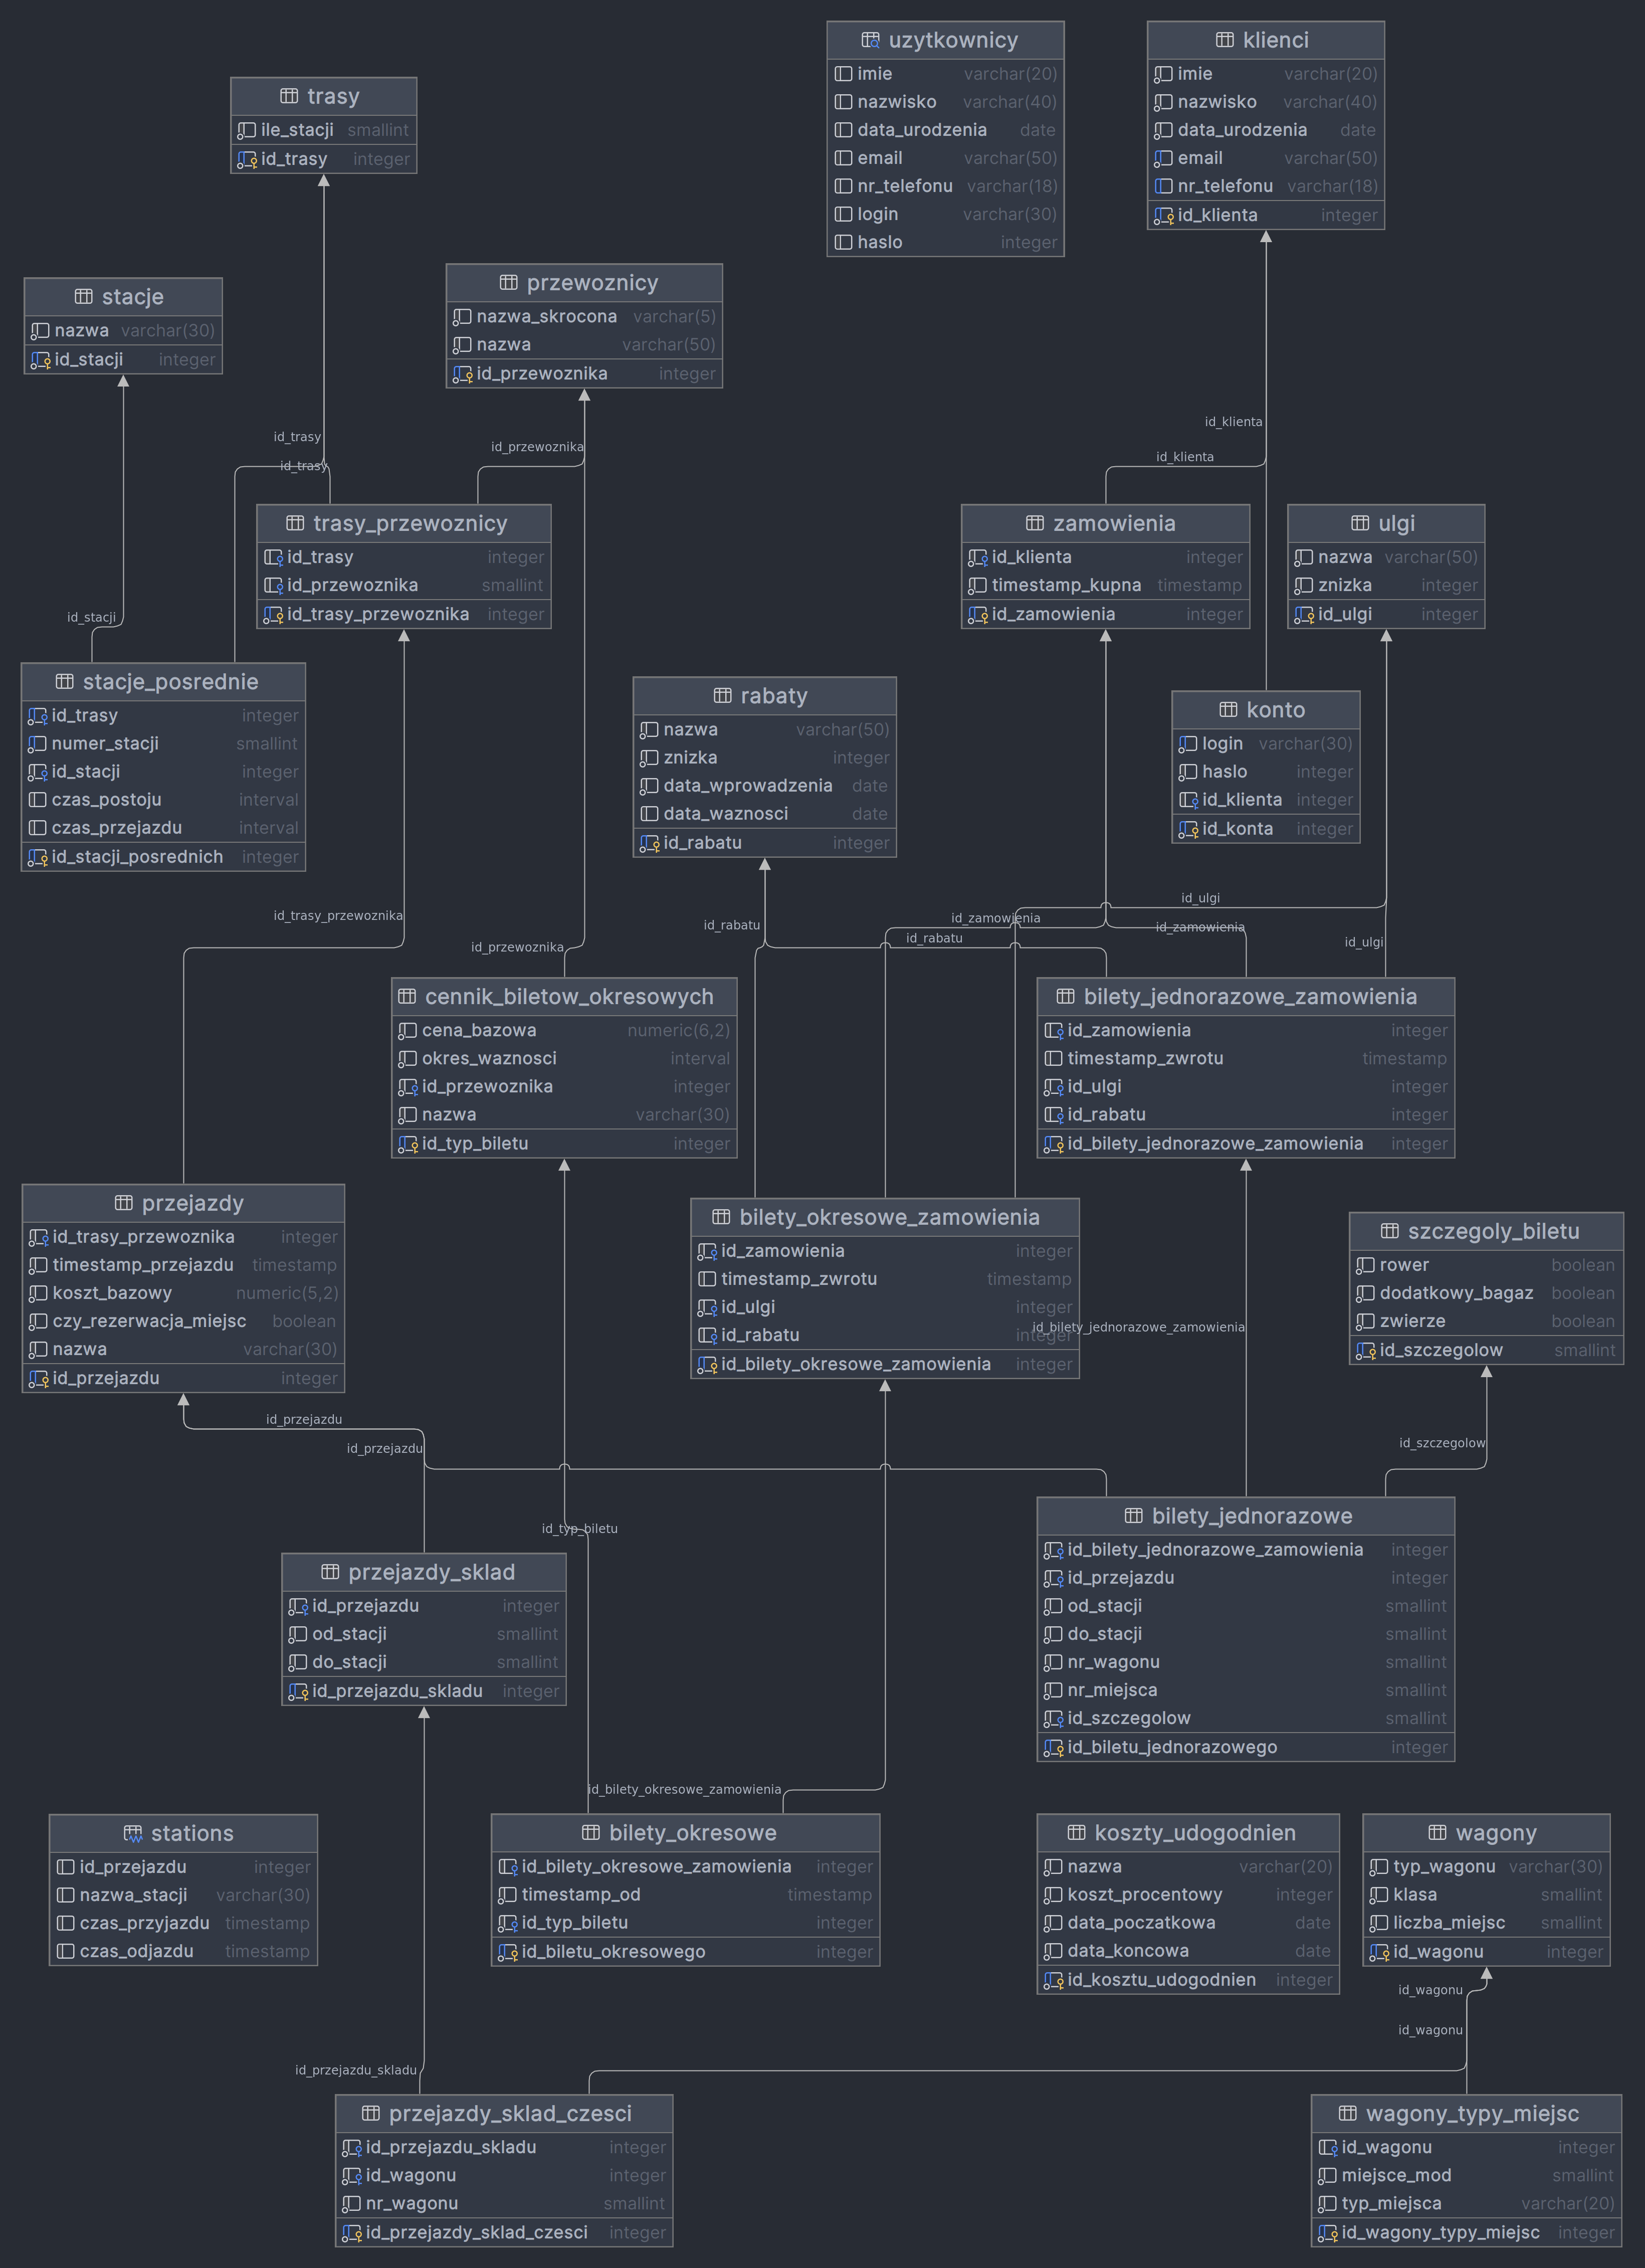 uzytkownicy
imie varchar(20)
nazwisko varchar(40)
data_urodzenia date
email varchar(50)
nr_telefonu varchar(18)
login varchar(30)
haslo integer
klienci
imie varchar(20)
nazwisko varchar(40)
data_urodzenia date
email varchar(50)
nr_telefonu varchar(18)
id_klienta integer
trasy
ile_stacji smallint
id_trasy integer
stacje
nazwa varchar(30)
id_stacji integer
przewoznicy
nazwa_skrocona varchar(5)
nazwa varchar(50)
id_przewoznika integer
id_klienta
id_trasy
id_przewoznika
id_klienta
id_trasy
trasy_przewoznicy
id_trasy integer
id_przewoznika smallint
id_trasy_przewoznika integer
zamowienia
id_klienta integer
timestamp_kupna timestamp
id_zamowienia integer
ulgi
nazwa varchar(50)
znizka integer
id_ulgi integer
id_stacji
stacje_posrednie
id_trasy integer
numer_stacji smallint
id_stacji integer
czas_postoju interval
czas_przejazdu interval
id_stacji_posrednich integer
rabaty
nazwa varchar(50)
znizka integer
data_wprowadzenia date
data_waznosci date
id_rabatu integer
konto
login varchar(30)
haslo integer
id_klienta integer
id_konta integer
id_ulgi
id_trasy_przewoznika
id_zamowienia
id_rabatu
id_zamowienia
id_rabatu
id_ulgi
id_przewoznika
cennik_biletow_okresowych
cena_bazowa numeric(6,2)
okres_waznosci interval
id_przewoznika integer
nazwa varchar(30)
id_typ_biletu integer
bilety_jednorazowe_zamowienia
id_zamowienia integer
timestamp_zwrotu timestamp
id_ulgi integer
id_rabatu integer
id_bilety_jednorazowe_zamowienia integer
przejazdy
id_trasy_przewoznika integer
timestamp_przejazdu timestamp
koszt_bazowy numeric(5,2)
czy_rezerwacja_miejsc boolean
nazwa varchar(30)
id_przejazdu integer
bilety_okresowe_zamowienia
id_zamowienia integer
timestamp_zwrotu timestamp
id_ulgi integer
id_rabatu integer
id_bilety_okresowe_zamowienia integer
id_bilety_jednorazowe_zamowienia
szczegoly_biletu
rower boolean
dodatkowy_bagaz boolean
zwierze boolean
id_szczegolow smallint
id_przejazdu
id_przejazdu
id_szczegolow
id_typ_biletu
bilety_jednorazowe
id_bilety_jednorazowe_zamowienia integer
id_przejazdu integer
od_stacji smallint
do_stacji smallint
nr_wagonu smallint
nr_miejsca smallint
id_szczegolow smallint
id_biletu_jednorazowego integer
przejazdy_sklad
id_przejazdu integer
od_stacji smallint
do_stacji smallint
id_przejazdu_skladu integer
id_bilety_okresowe_zamowienia
stations
id_przejazdu integer
nazwa_stacji varchar(30)
czas_przyjazdu timestamp
czas_odjazdu timestamp
bilety_okresowe
id_bilety_okresowe_zamowienia integer
timestamp_od timestamp
id_typ_biletu integer
id_biletu_okresowego integer
koszty_udogodnien
nazwa varchar(20)
koszt_procentowy integer
data_poczatkowa date
data_koncowa date
id_kosztu_udogodnien integer
wagony
typ_wagonu varchar(30)
klasa smallint
liczba_miejsc smallint
id_wagonu integer
id_wagonu
id_wagonu
id_przejazdu_skladu
przejazdy_sklad_czesci
id_przejazdu_skladu integer
id_wagonu integer
nr_wagonu smallint
id_przejazdy_sklad_czesci integer
wagony_typy_miejsc
id_wagonu integer
miejsce_mod smallint
typ_miejsca varchar(20)
id_wagony_typy_miejsc integer